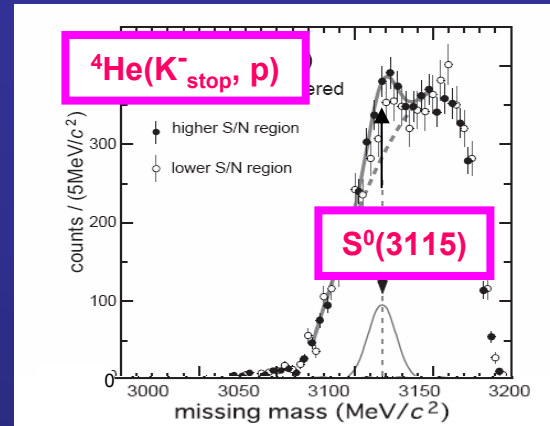 ⁴He(K⁻stop, p)
)
ered
higher S/N region
lower S/N region
S⁰(3115)
counts / (5MeV/c²)
300
200
100
0
3000 3050 3100 3150 3200
missing mass (MeV/c²)